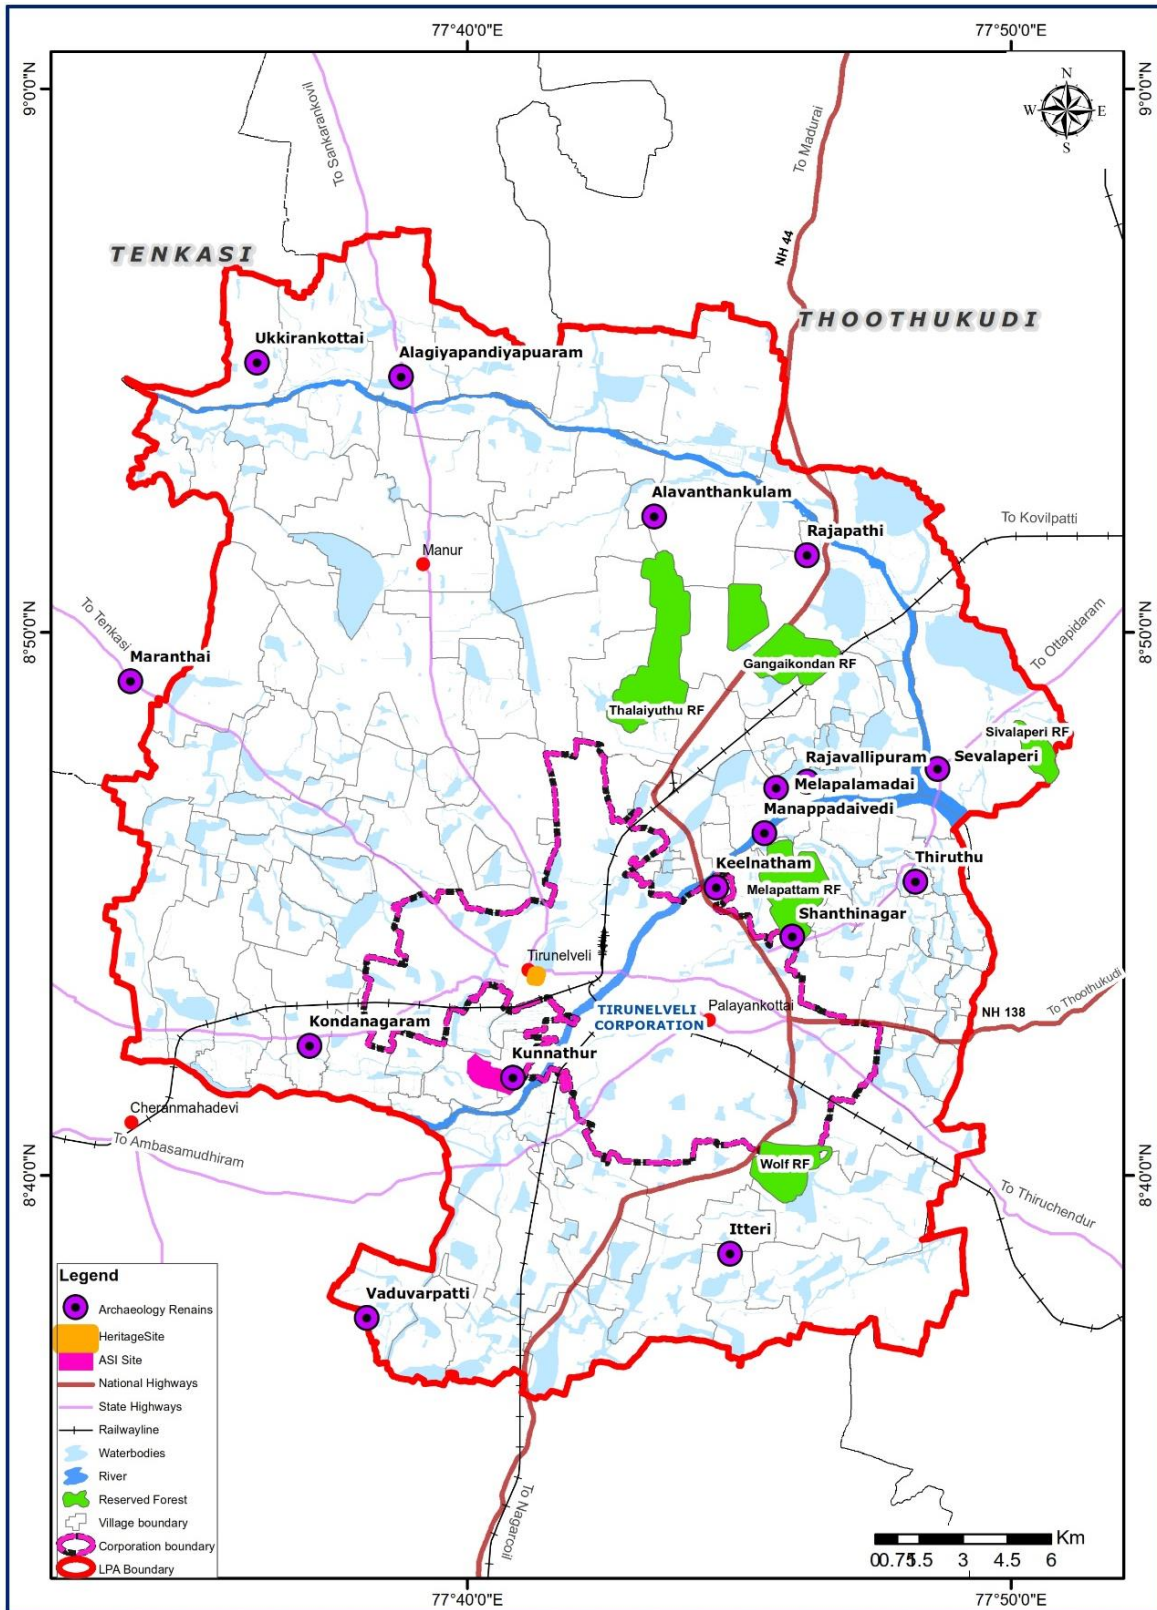 77°40'0"E
77°50'0"E
9°0'0"N
9°0'0"N
N
W
E
S
To Sankarankovil
To Madurai
NH 44
TENKASI
THOOTHUKUDI
Ukkirankottai
Alagiyapandiyapuaram
Alavanthankulam
Rajapathi
To Kovilpatti
Manur
To Tenkasi
To Ottapidaram
8°50'0"N
8°50'0"N
Maranthai
Gangaikondan RF
Thalaiyuthu RF
Sivalaperi RF
Rajavallipuram
Sevalaperi
Melapalamadai
Manappadaivedi
Keelnatham
Thiruthu
Melapattam RF
Shanthinagar
Tirunelveli
To Thoothukudi
Palayankottai
TIRUNELVELI
CORPORATION
NH 138
Kondanagaram
Kunnathur
Cheranmahadevi
To Ambasamudhiram
Wolf RF
8°40'0"N
8°40'0"N
To Thiruchendur
Itteri
Vaduvarpatti
Legend
Archaeology Renains
HeritageSite
ASI Site
National Highways
State Highways
Railwayline
Waterbodies
River
Reserved Forest
Village boundary
Corporation boundary
LPA Boundary
To Nagarcoil
Km
0 0.75 1.5 3 4.5 6
77°40'0"E
77°50'0"E